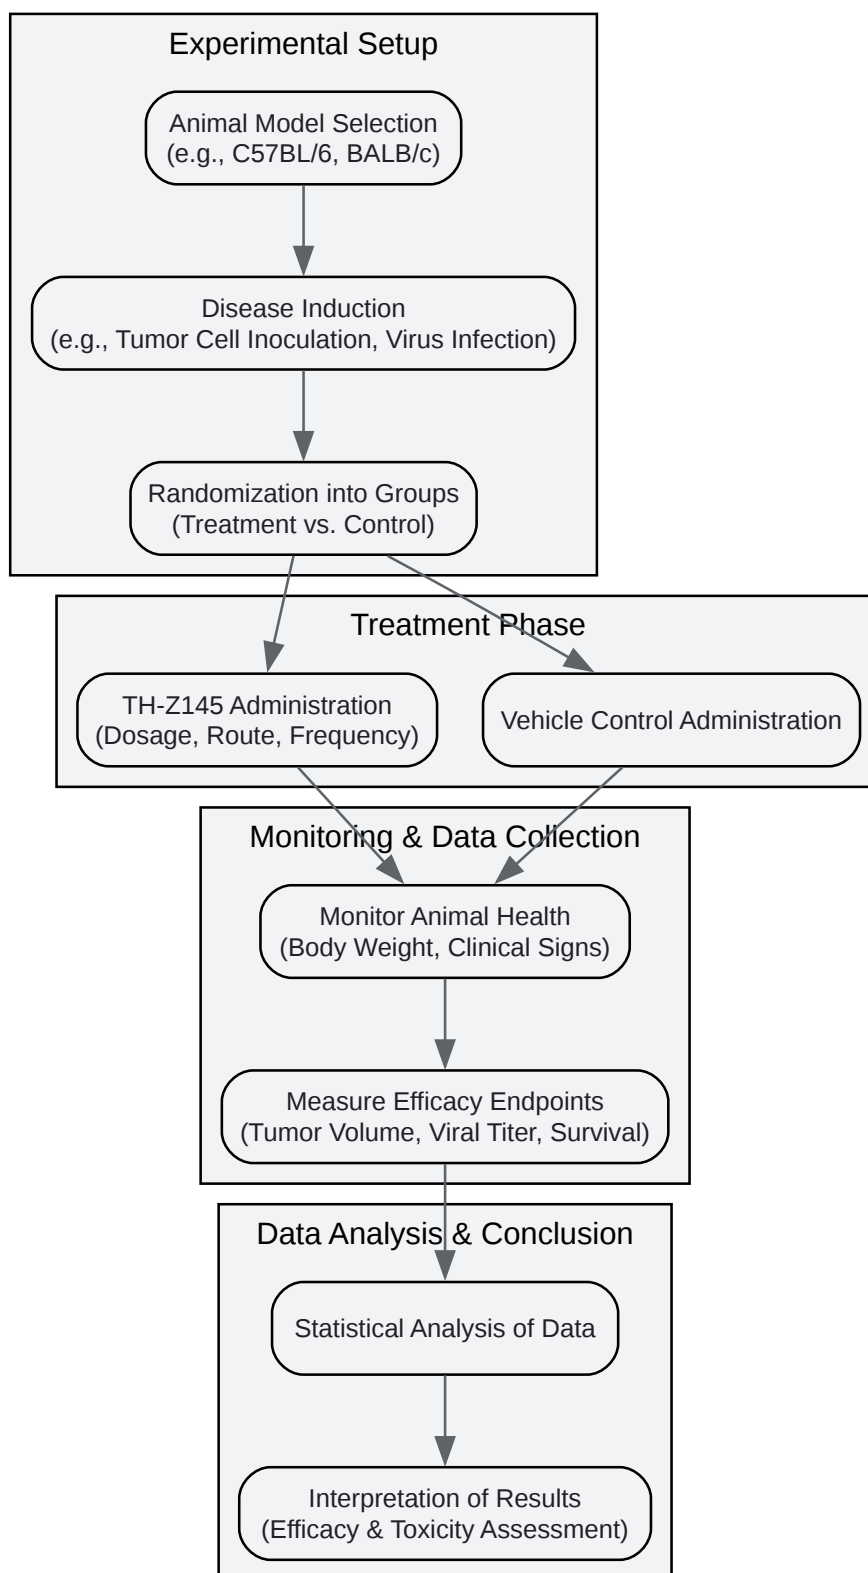 Experimental Setup
Animal Model Selection
(e.g., C57BL/6, BALB/c)
Disease Induction
(e.g., Tumor Cell Inoculation, Virus Infection)
Randomization into Groups
(Treatment vs. Control)
Treatment Phase
TH-Z145 Administration
(Dosage, Route, Frequency)
Vehicle Control Administration
Monitoring & Data Collection
Monitor Animal Health
(Body Weight, Clinical Signs)
Measure Efficacy Endpoints
(Tumor Volume, Viral Titer, Survival)
Data Analysis & Conclusion
Statistical Analysis of Data
Interpretation of Results
(Efficacy & Toxicity Assessment)